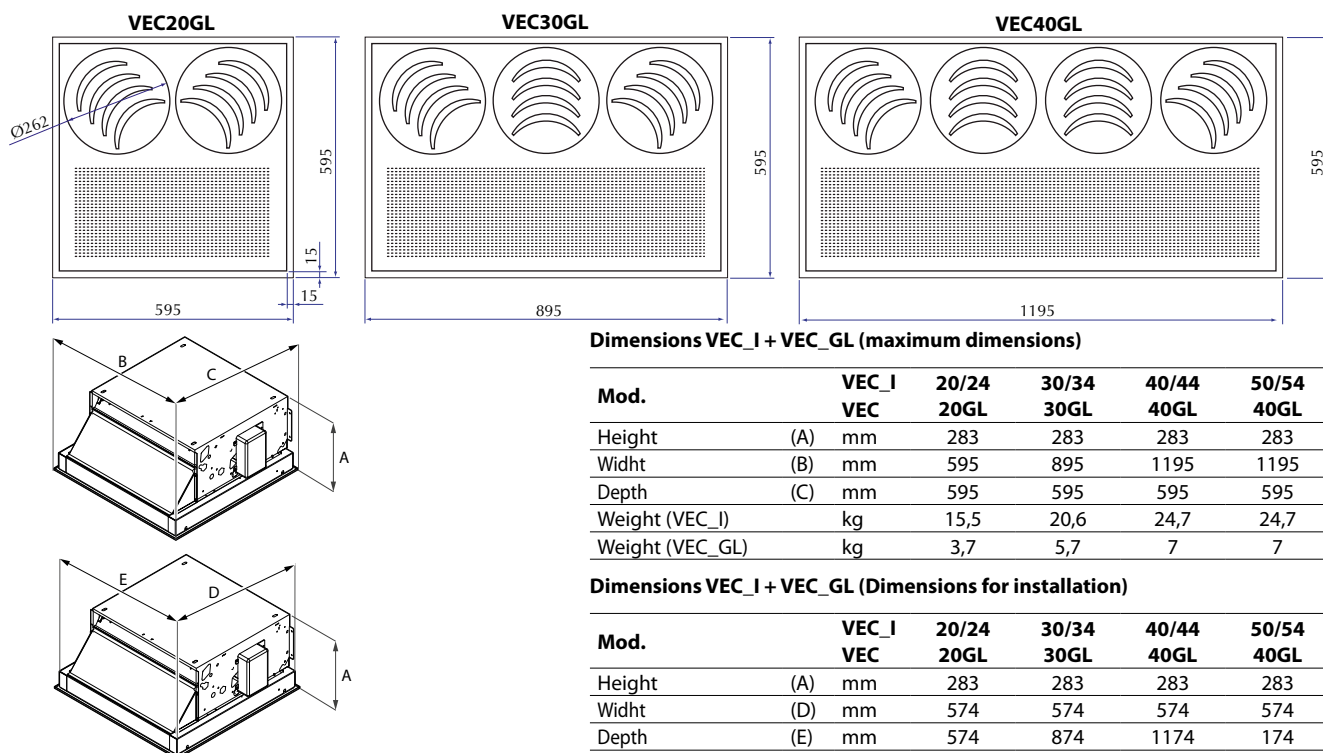 VEC20GL
VEC30GL
VEC40GL
Ø262
595
15
15
595
595
895
595
1195
B
C
A
E
D
A
Dimensions VEC_I + VEC_GL (maximum dimensions)
Mod. VEC_I 20/24 30/34 40/44 50/54
VEC 20GL 30GL 40GL 40GL
Height (A) mm 283 283 283 283
Widht (B) mm 595 895 1195 1195
Depth (C) mm 595 595 595 595
Weight (VEC_I) kg 15,5 20,6 24,7 24,7
Weight (VEC_GL) kg 3,7 5,7 7 7
Dimensions VEC_I + VEC_GL (Dimensions for installation)
Mod. VEC_I 20/24 30/34 40/44 50/54
VEC 20GL 30GL 40GL 40GL
Height (A) mm 283 283 283 283
Widht (D) mm 574 574 574 574
Depth (E) mm 574 874 1174 174